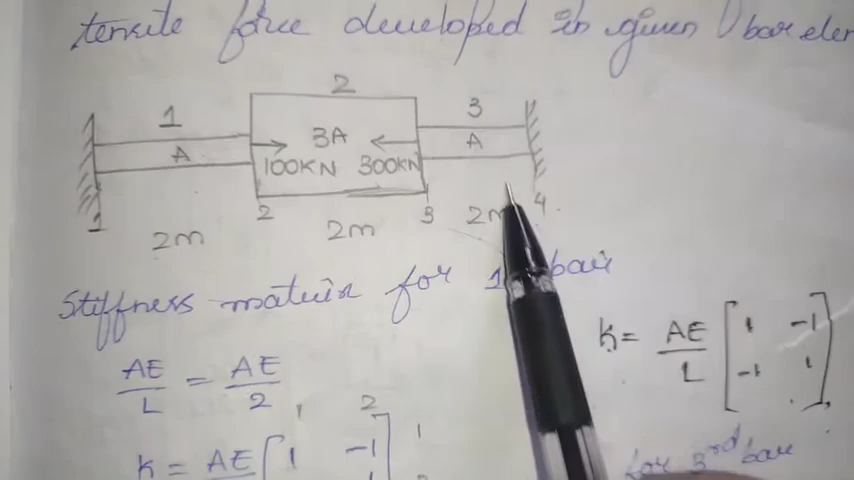 tensile force developed in given bar
2
1
3
A
3A
A
100KN
300KN
1
2
3
4
2m
2m
2m
Stiffness matrix for 1 bar
AE/L = AE/2
K = AE/L [1 -1
-1 1]
1 2
K = AE [1 -1] 1
for 3rd bar